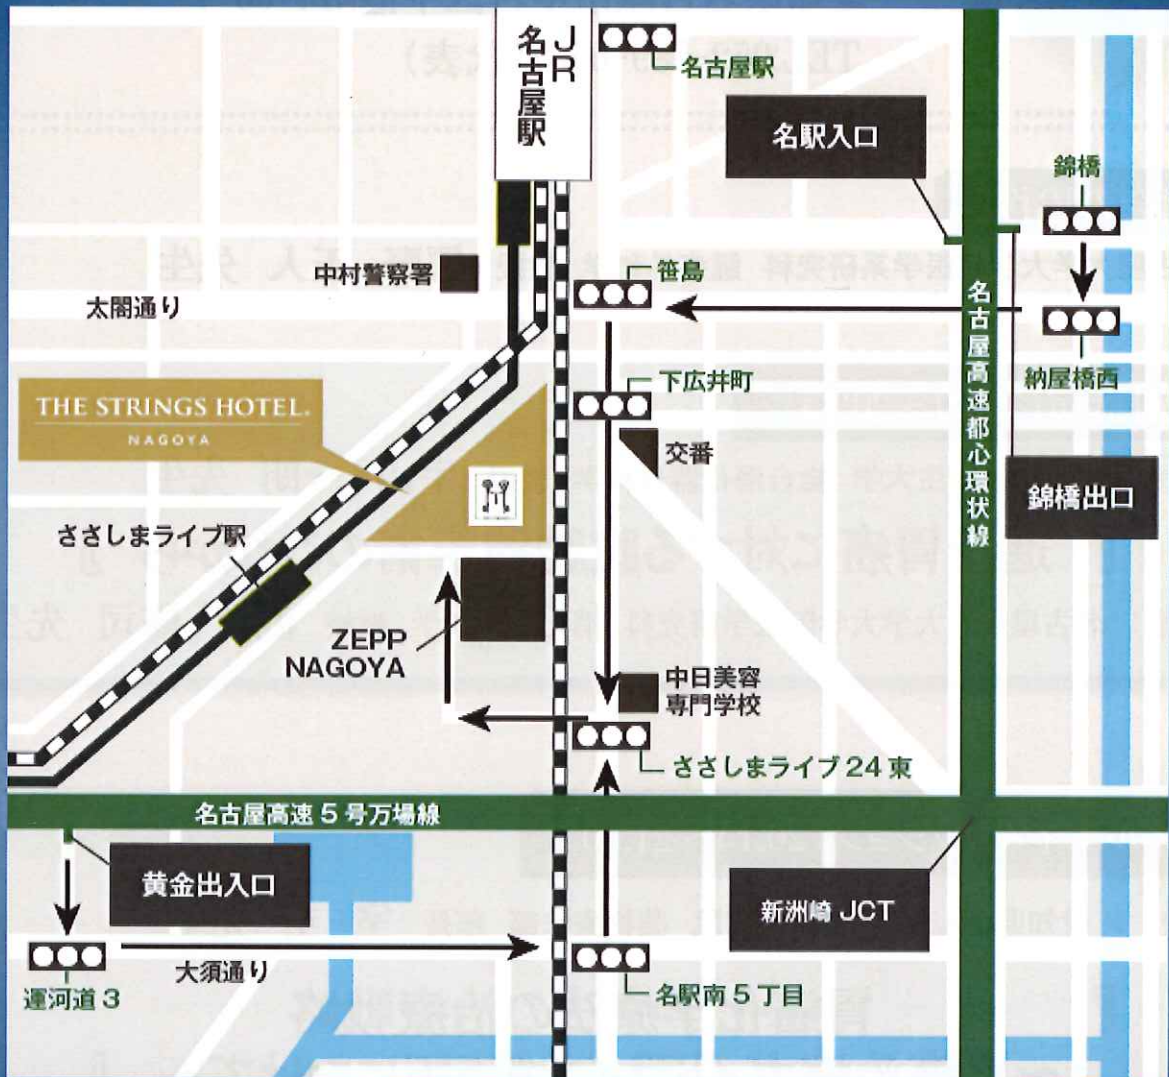 JR
名古屋駅
名古屋駅
名駅入口
錦橋
中村警察署
笹島
太閤通り
名古屋高速都心環状線
納屋橋西
下広井町
THE STRINGS HOTEL.
NAGOYA
交番
錦橋出口
ささしまライブ駅
ZEPP
NAGOYA
中日美容
専門学校
ささしまライブ 24 東
名古屋高速 5 号万場線
黄金出入口
新洲崎 JCT
大須通り
運河道 3
名駅南 5 丁目